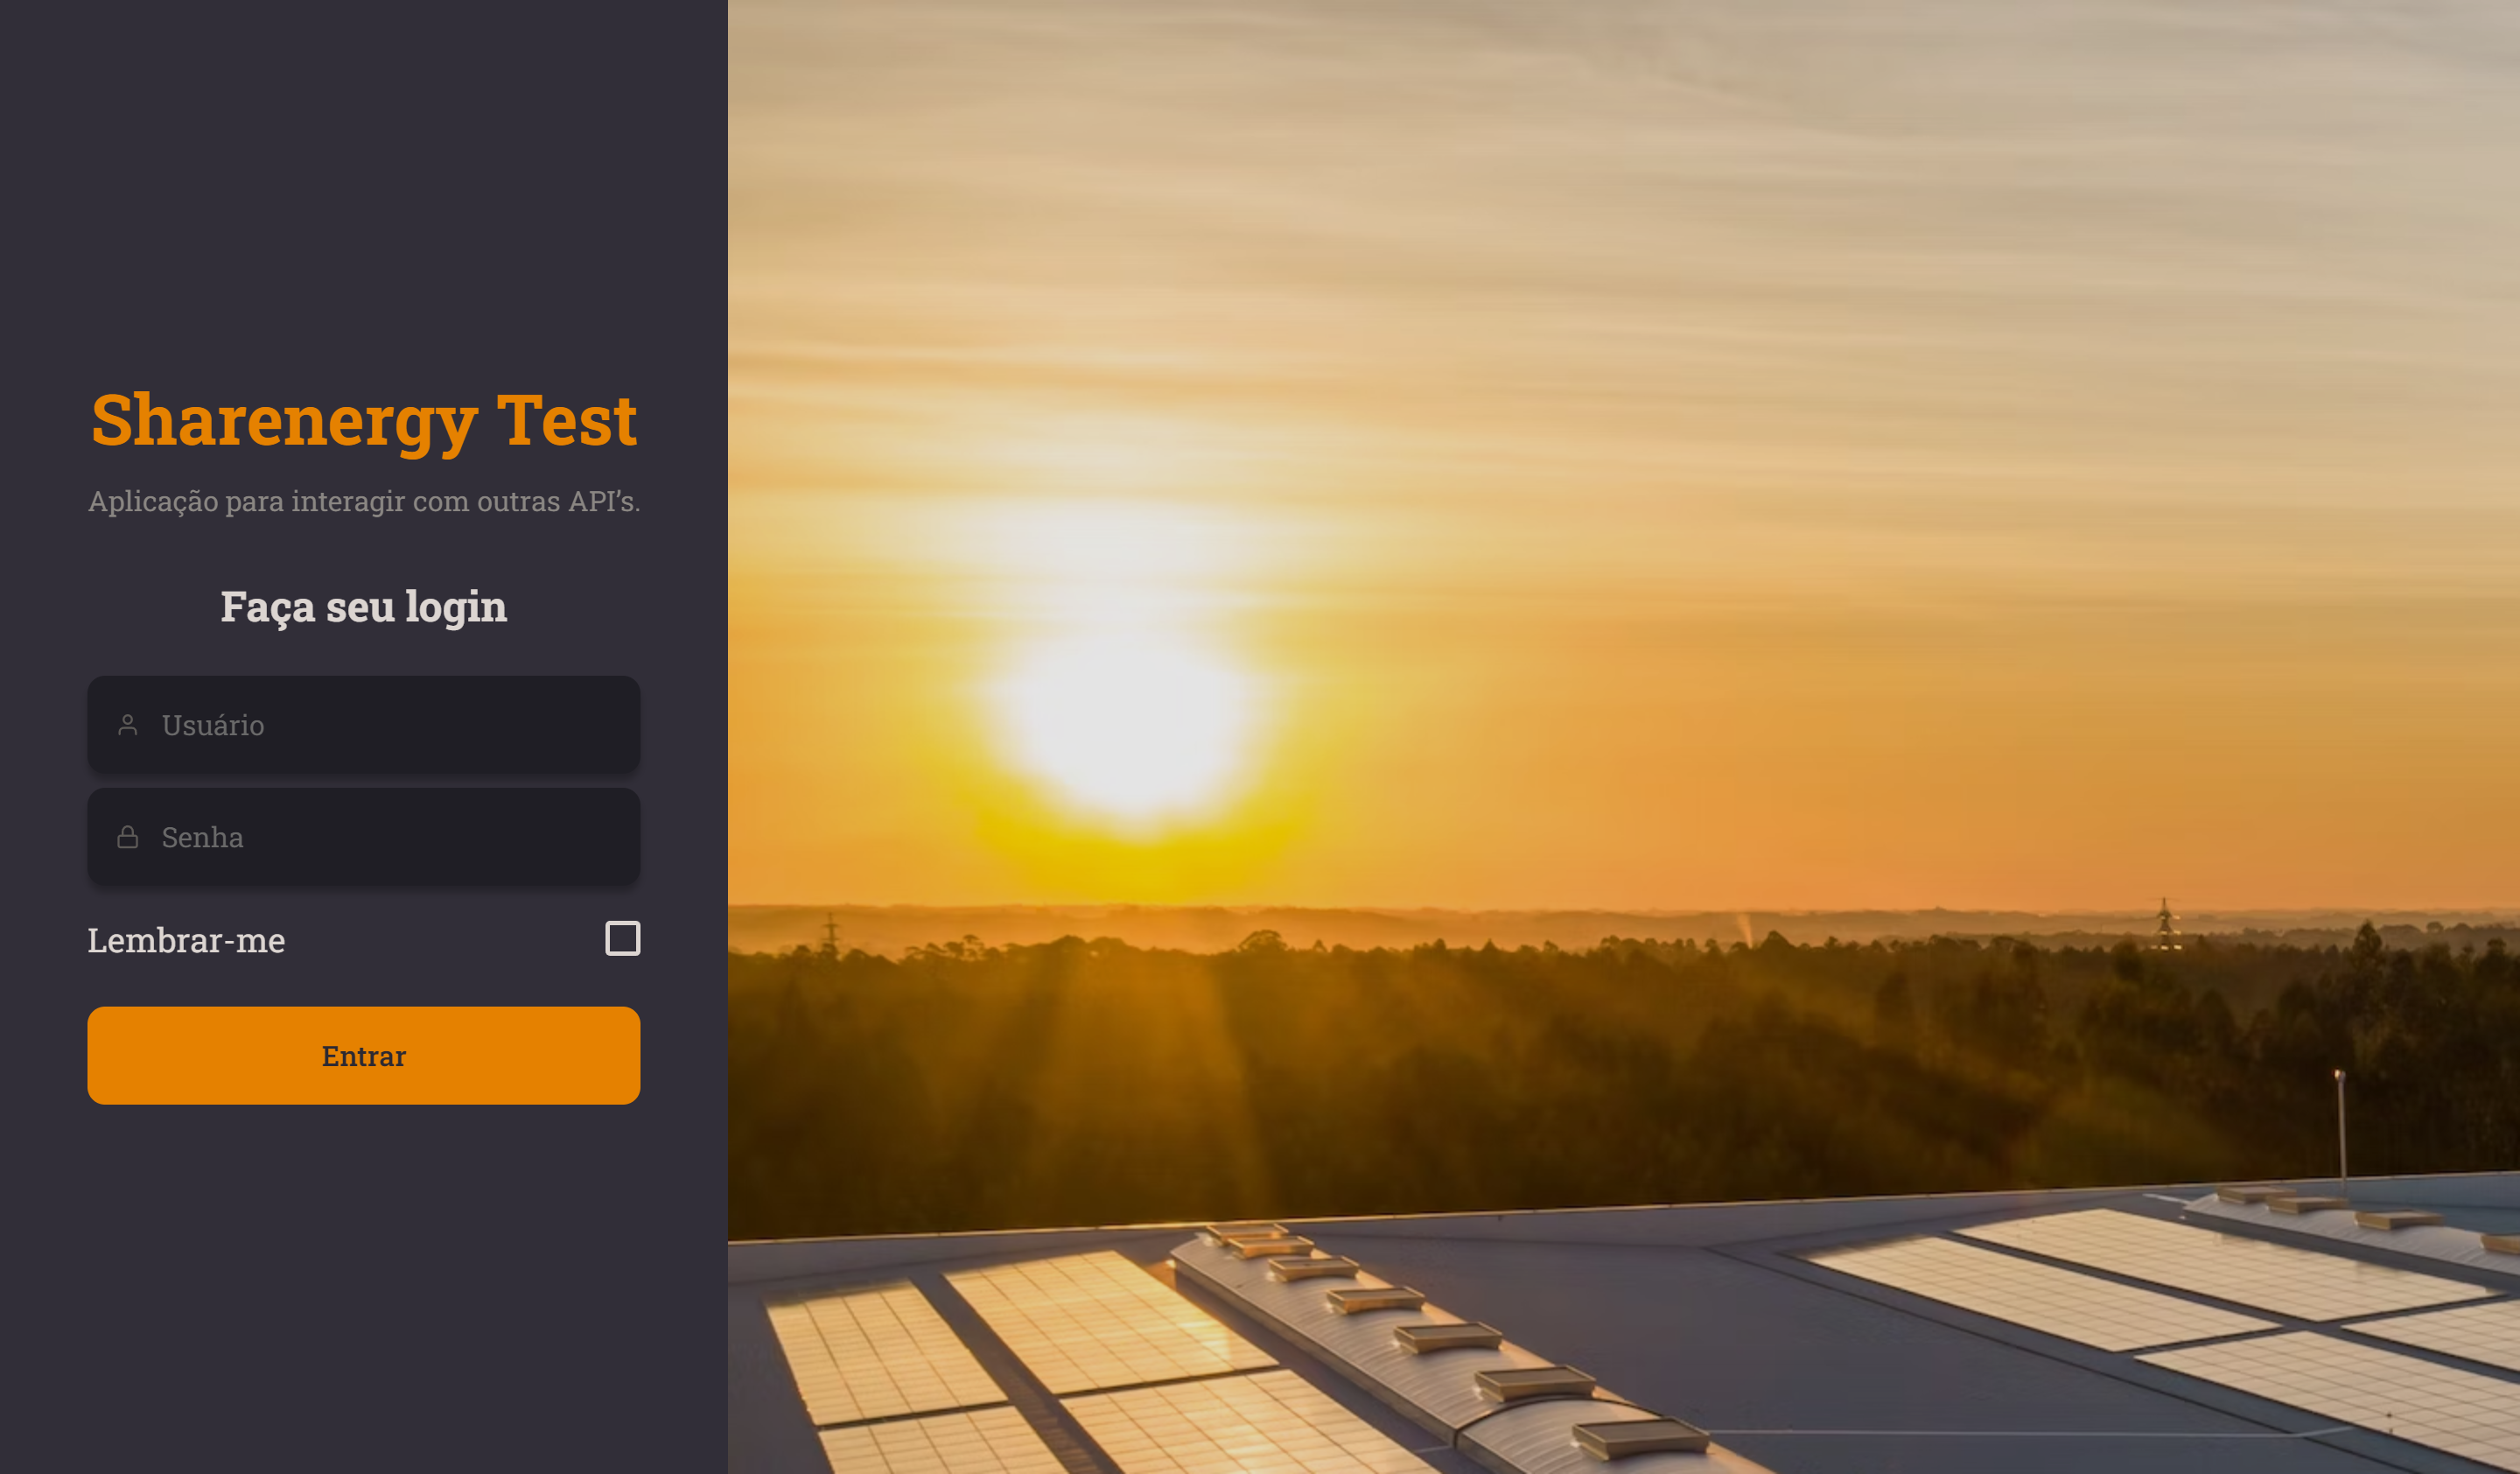 Sharenergy Test
Aplicação para interagir com outras API's.
Faça seu login
Usuário
Senha
Lembrar-me
Entrar